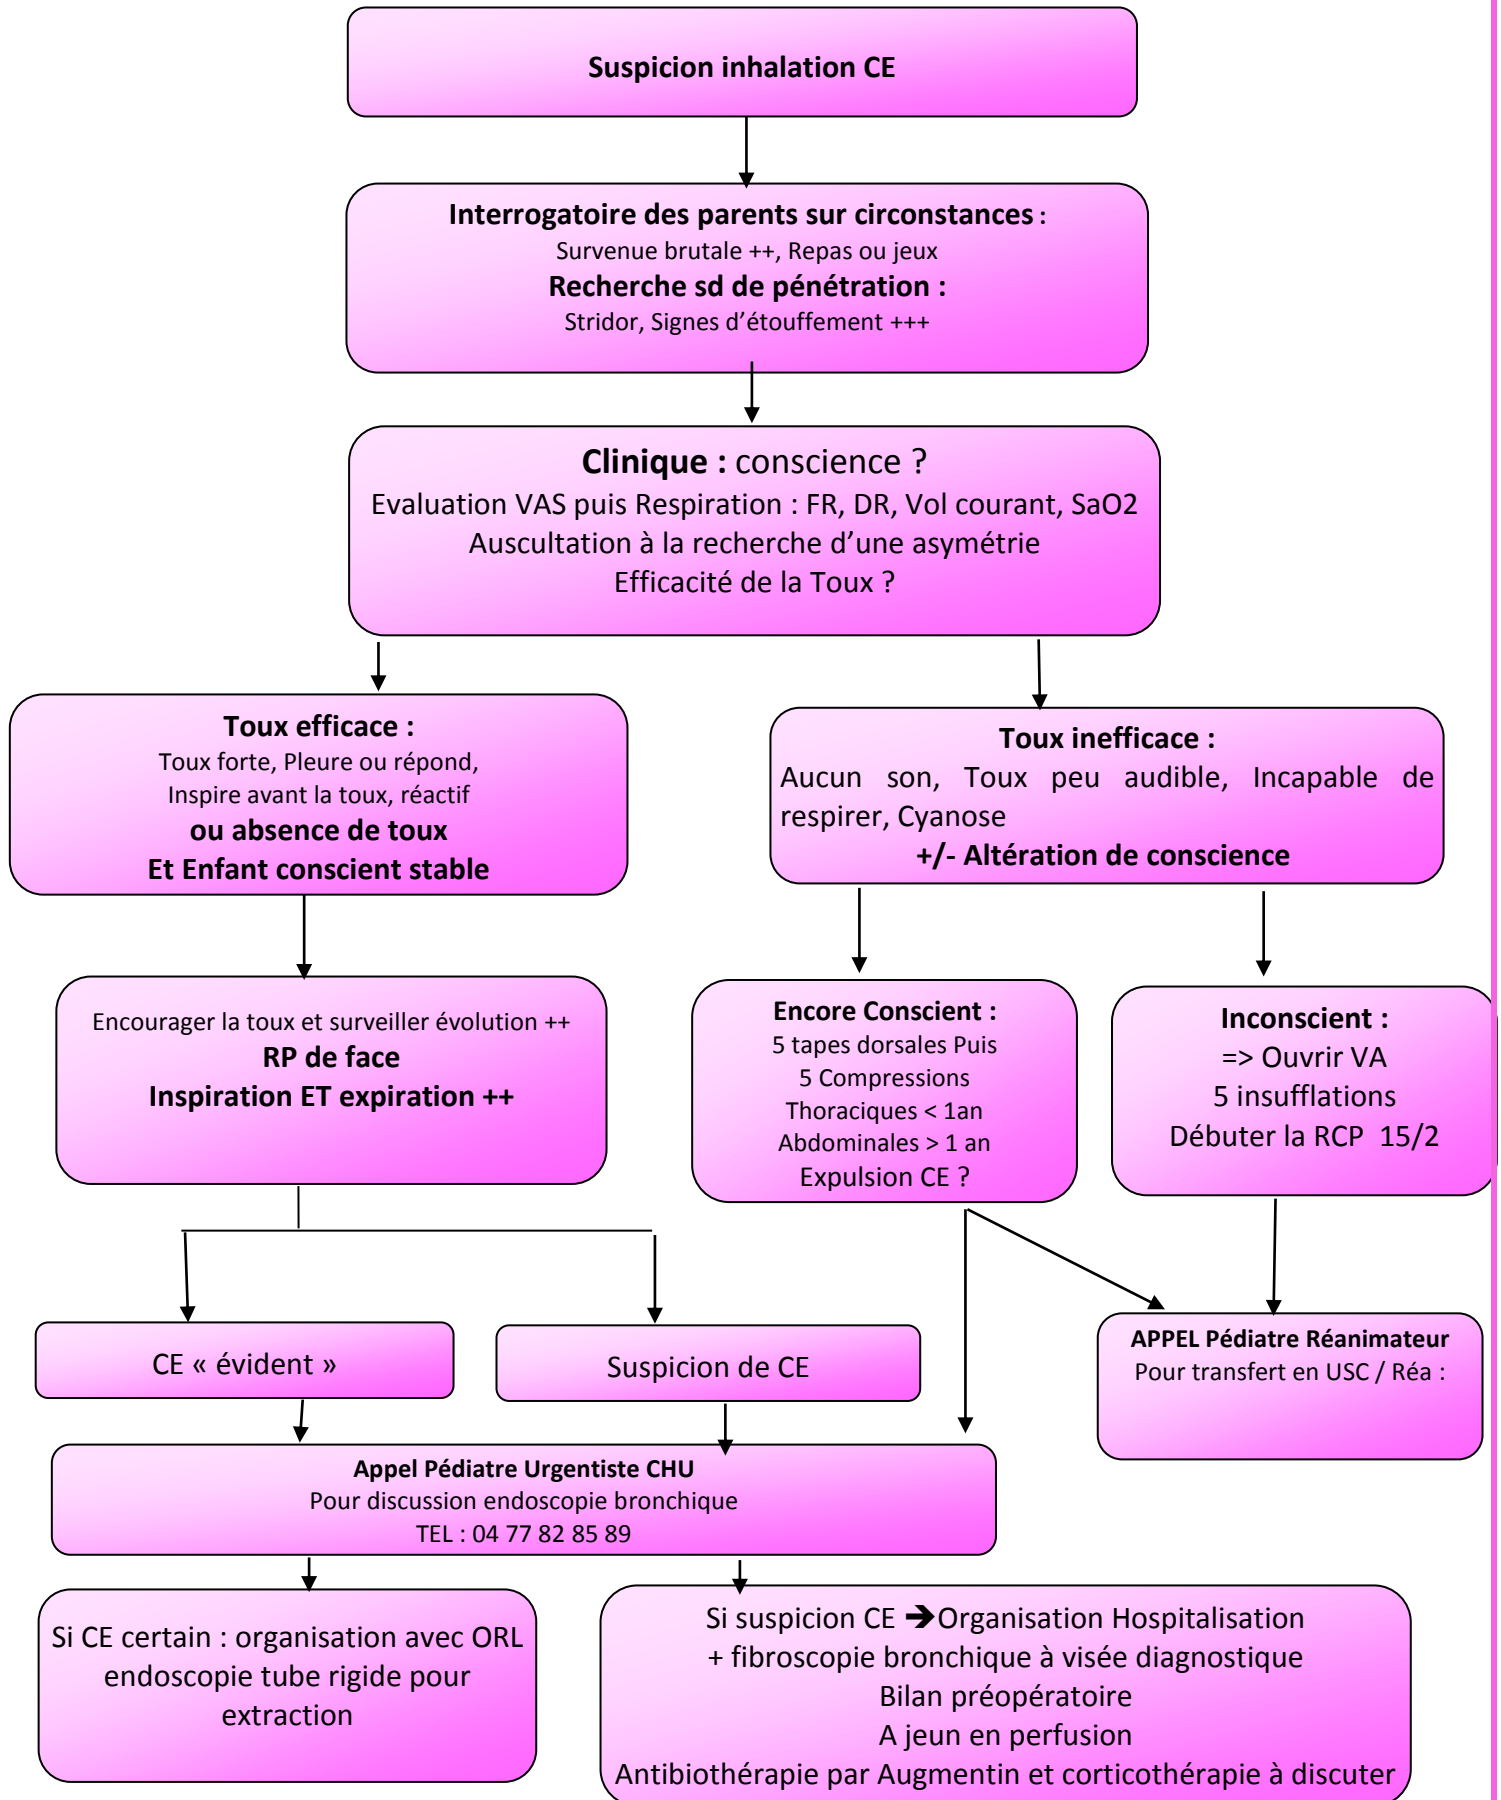 Suspicion inhalation CE
Interrogatoire des parents sur circonstances :
Survenue brutale ++, Repas ou jeux
Recherche sd de pénétration :
Stridor, Signes d’étouffement +++
Clinique : conscience ?
Evaluation VAS puis Respiration : FR, DR, Vol courant, SaO2
Auscultation à la recherche d’une asymétrie
Efficacité de la Toux ?
Toux efficace :
Toux forte, Pleure ou répond,
Inspire avant la toux, réactif
ou absence de toux
Et Enfant conscient stable
Toux inefficace :
Aucun son, Toux peu audible, Incapable de
respirer, Cyanose
+/- Altération de conscience
Encourager la toux et surveiller évolution ++
RP de face
Inspiration ET expiration ++
Encore Conscient :
5 tapes dorsales Puis
5 Compressions
Thoraciques < 1an
Abdominales > 1 an
Expulsion CE ?
Inconscient :
=> Ouvrir VA
5 insufflations
Débuter la RCP 15/2
CE « évident »
Suspicion de CE
APPEL Pédiatre Réanimateur
Pour transfert en USC / Réa :
Appel Pédiatre Urgentiste CHU
Pour discussion endoscopie bronchique
TEL : 04 77 82 85 89
Si CE certain : organisation avec ORL
endoscopie tube rigide pour
extraction
Si suspicion CE ➔Organisation Hospitalisation
+ fibroscopie bronchique à visée diagnostique
Bilan préopératoire
A jeun en perfusion
Antibiothérapie par Augmentin et corticothérapie à discuter